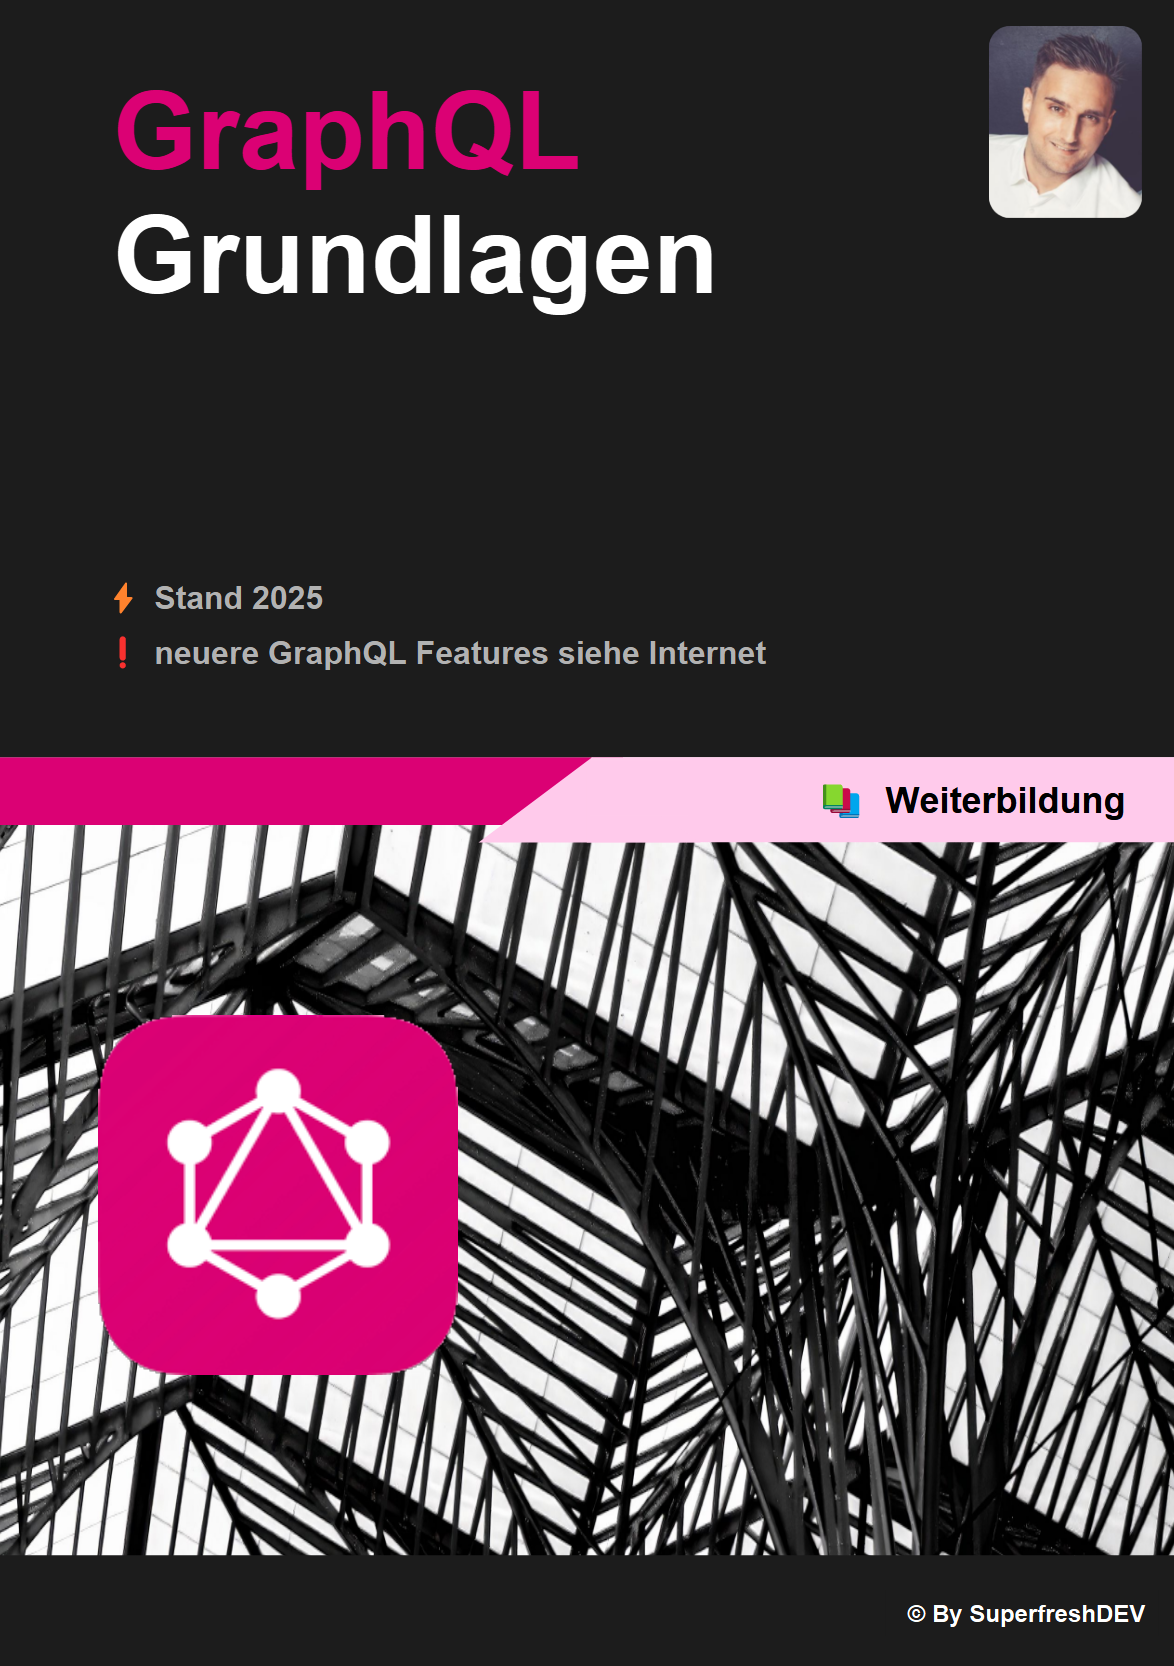 GraphQL
Grundlagen
Stand 2025
neuere GraphQL Features siehe Internet
Weiterbildung
© By SuperfreshDEV